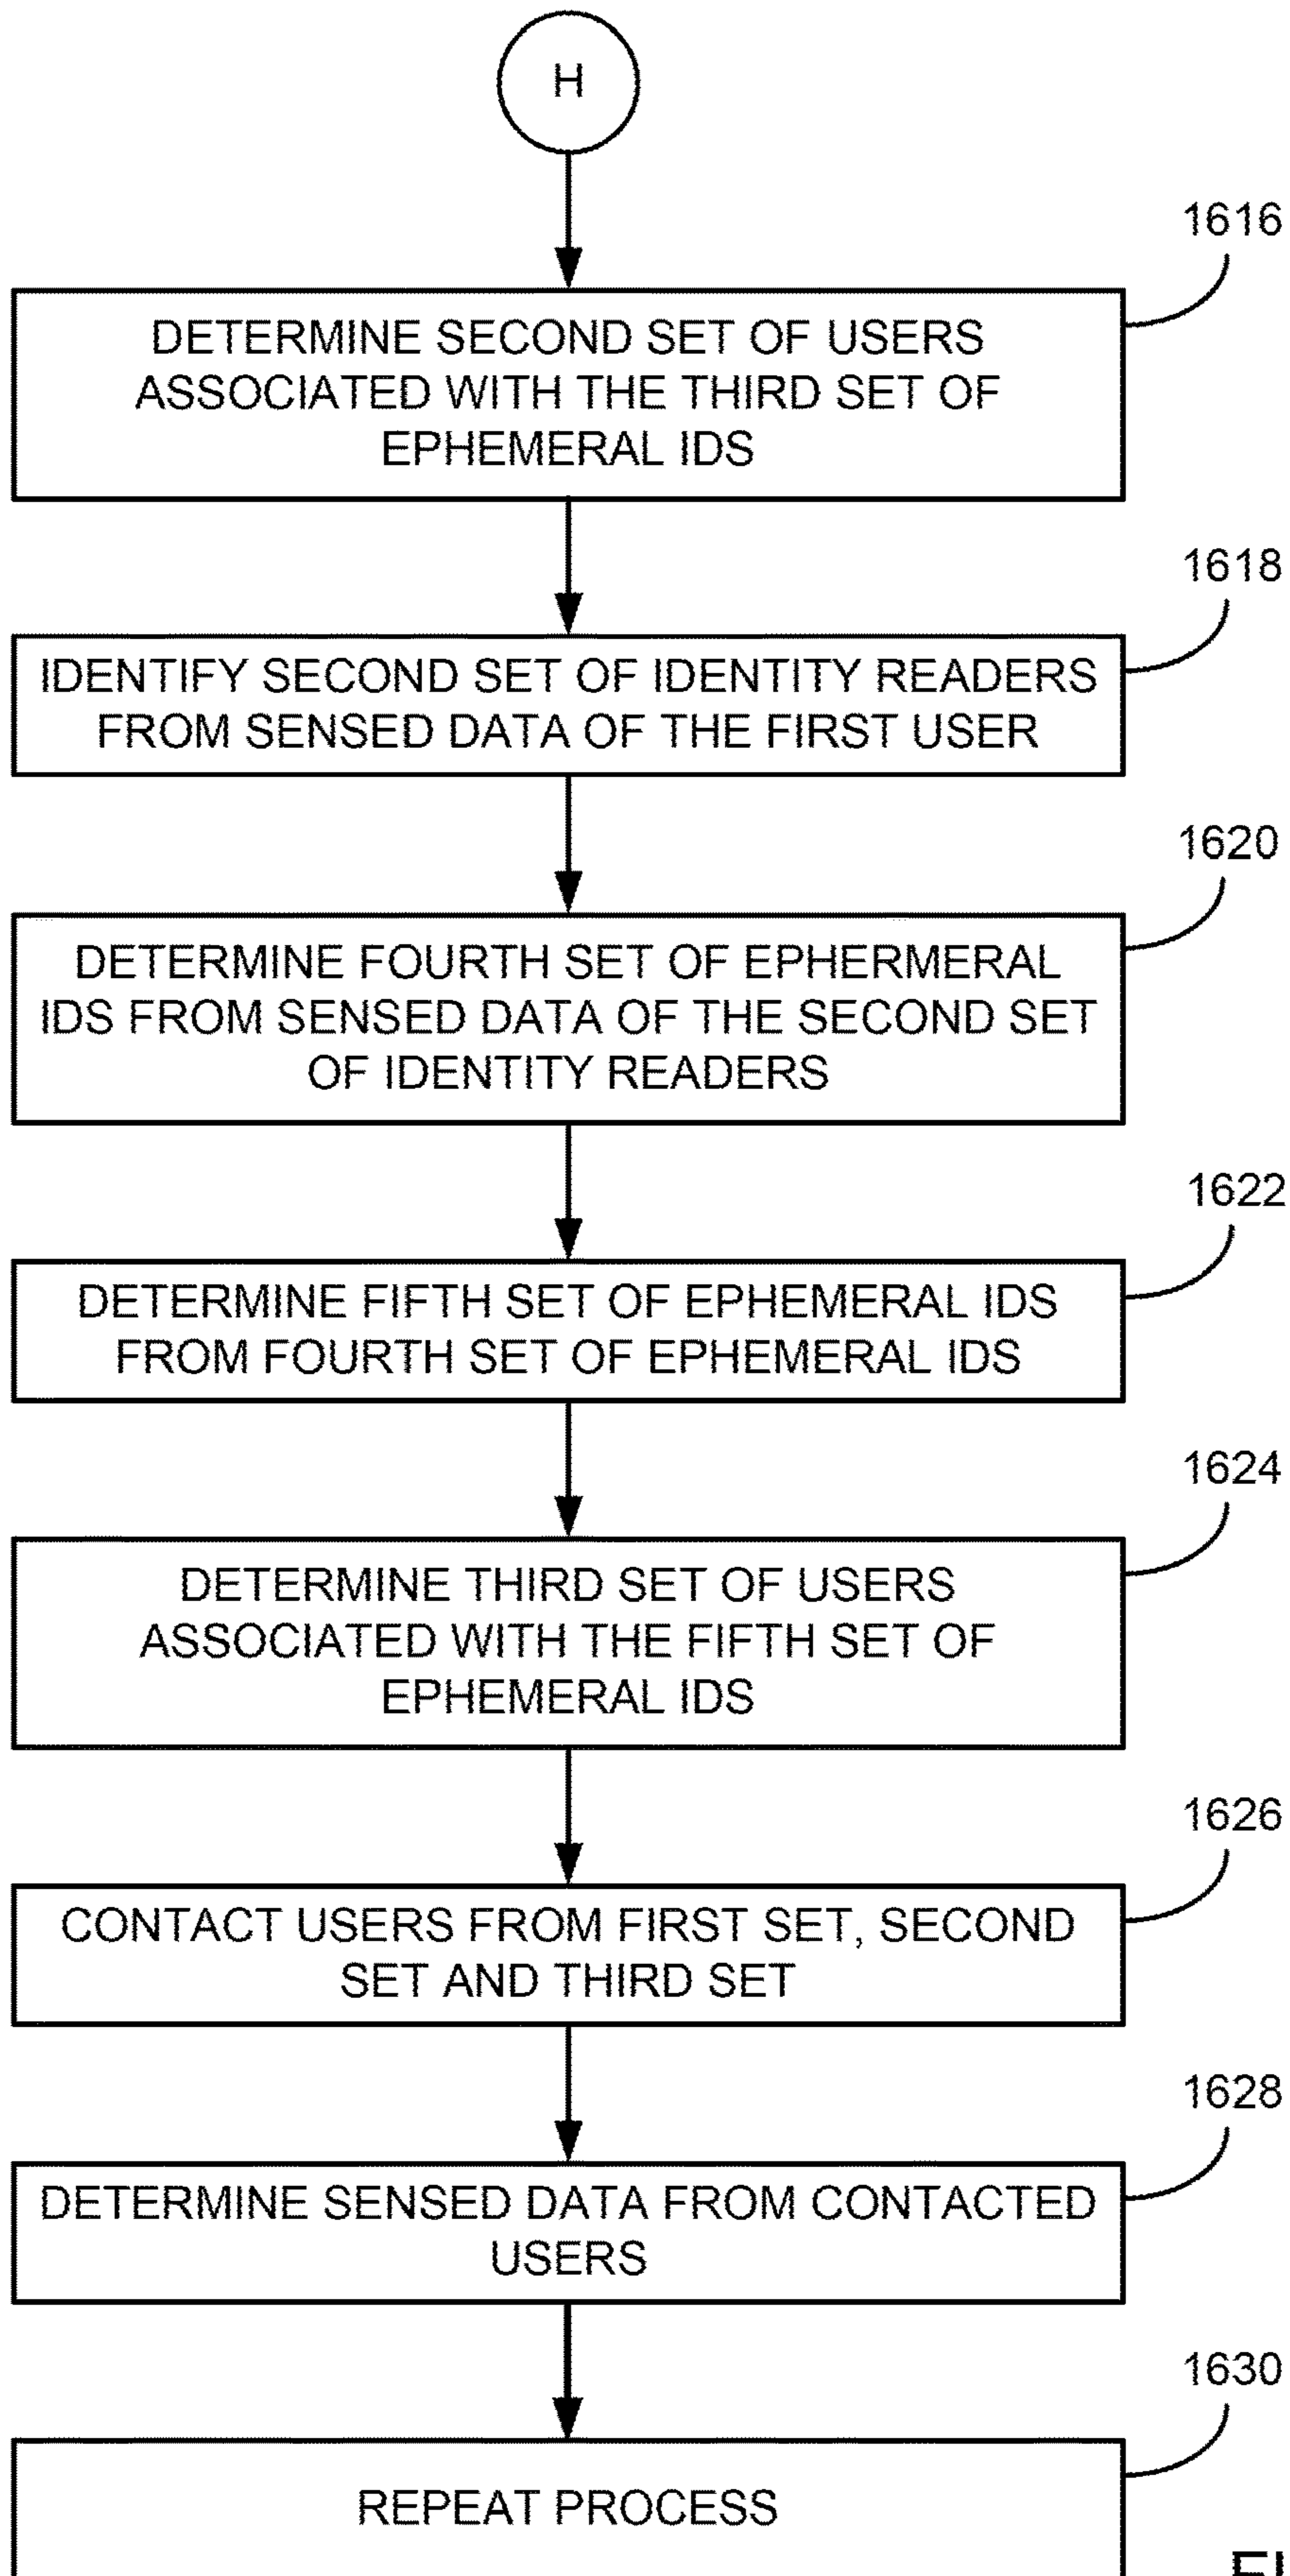 H
1616
DETERMINE SECOND SET OF USERS
ASSOCIATED WITH THE THIRD SET OF
EPHEMERAL IDS
1618
IDENTIFY SECOND SET OF IDENTITY READERS
FROM SENSED DATA OF THE FIRST USER
1620
DETERMINE FOURTH SET OF EPHERMERAL
IDS FROM SENSED DATA OF THE SECOND SET
OF IDENTITY READERS
1622
DETERMINE FIFTH SET OF EPHEMERAL IDS
FROM FOURTH SET OF EPHEMERAL IDS
1624
DETERMINE THIRD SET OF USERS
ASSOCIATED WITH THE FIFTH SET OF
EPHEMERAL IDS
1626
CONTACT USERS FROM FIRST SET, SECOND
SET AND THIRD SET
1628
DETERMINE SENSED DATA FROM CONTACTED
USERS
1630
REPEAT PROCESS